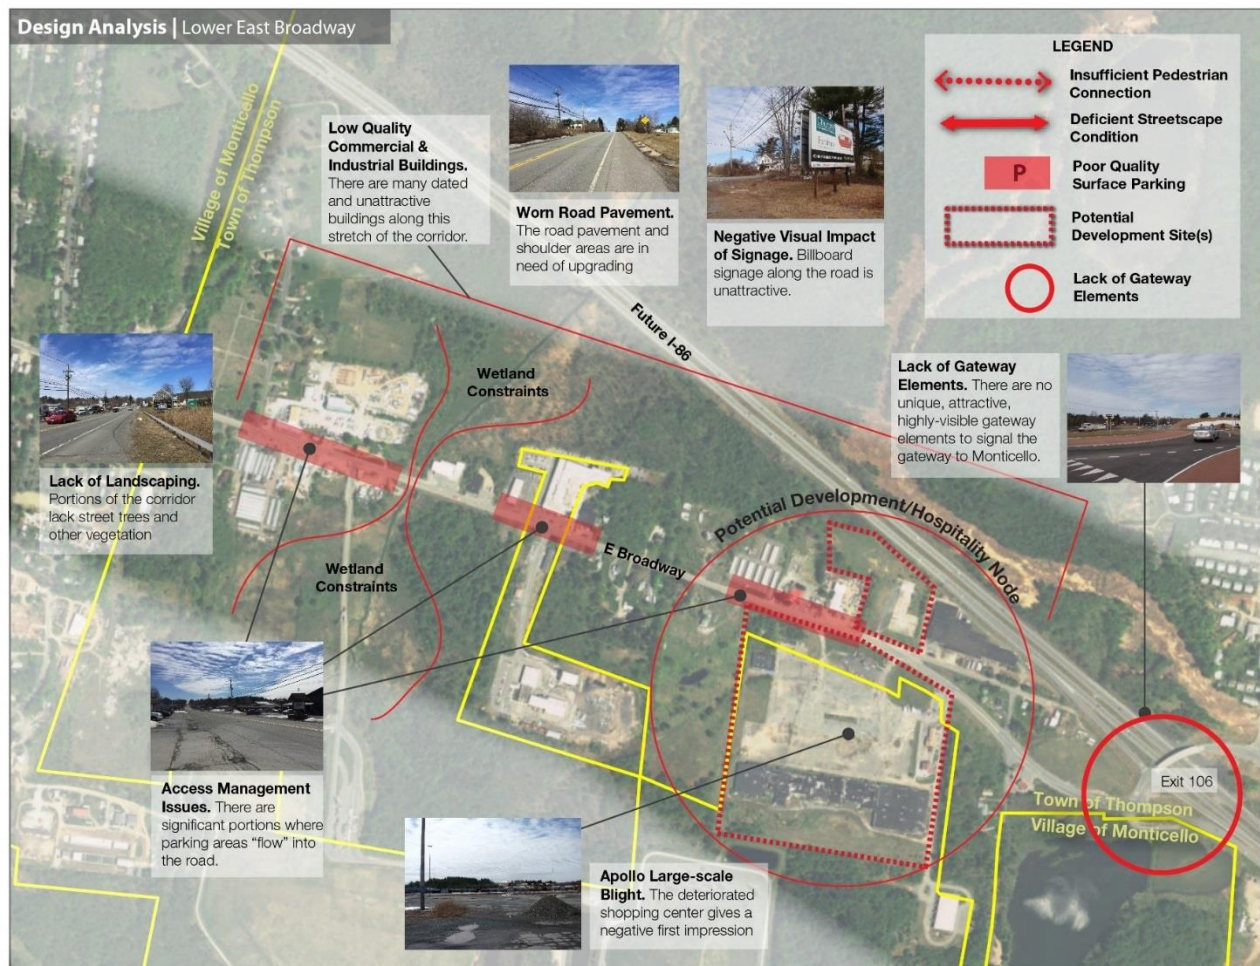 Design Analysis | Lower East Broadway
LEGEND
Insufficient Pedestrian
Connection
Deficient Streetscape
Condition
P
Poor Quality
Surface Parking
Potential
Development Site(s)
Lack of Gateway
Elements
Village of Monticello
Town of Thompson
Low Quality
Commercial &
Industrial Buildings.
There are many dated
and unattractive
buildings along this
stretch of the corridor.
Worn Road Pavement.
The road pavement and
shoulder areas are in
need of upgrading
Negative Visual Impact
of Signage. Billboard
signage along the road is
unattractive.
Future I-86
Lack of Gateway
Elements. There are no
unique, attractive,
highly-visible gateway
elements to signal the
gateway to Monticello.
Wetland
Constraints
Lack of Landscaping.
Portions of the corridor
lack street trees and
other vegetation
Potential Development/Hospitality Node
E Broadway
Wetland
Constraints
Access Management
Issues. There are
significant portions where
parking areas “flow” into
the road.
Exit 106
Town of Thompson
Village of Monticello
Apollo Large-scale
Blight. The deteriorated
shopping center gives a
negative first impression